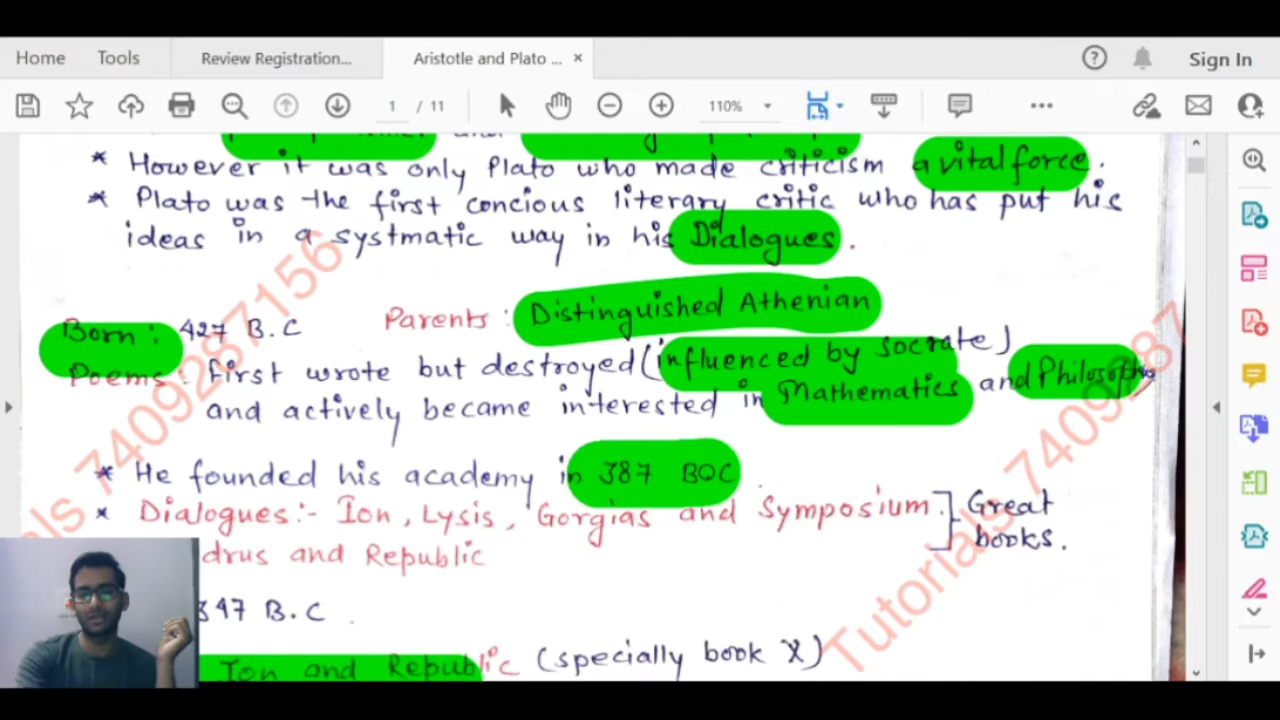 Home Tools Review Registration... Aristotle and Plato ... × Sign In
1 / 11 110%
* However it was only Plato who made criticism a vital force.
* Plato was the first concious literary critic who has put his
ideas in a systmatic way in his Dialogues.
Born: 427 B.C Parents: Distinguished Athenian
Poems: first wrote but destroyed (influenced by socrate)
and actively became interested in Mathematics and Philosophy
* He founded his academy in 387 BOC
* Dialogues:- Ion, Lysis, Gorgias and Symposium. Great
drus and Republic books.
347 B.C.
Ion and Republic (specially book X)
7409287156
Tutorials 7409287
ls